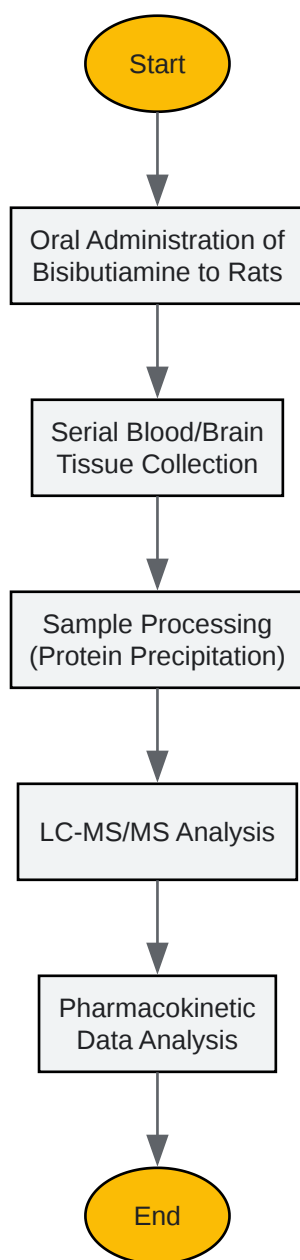 Start
Oral Administration of
Bisibutiamine to Rats
Serial Blood/Brain
Tissue Collection
Sample Processing
(Protein Precipitation)
LC-MS/MS Analysis
Pharmacokinetic
Data Analysis
End